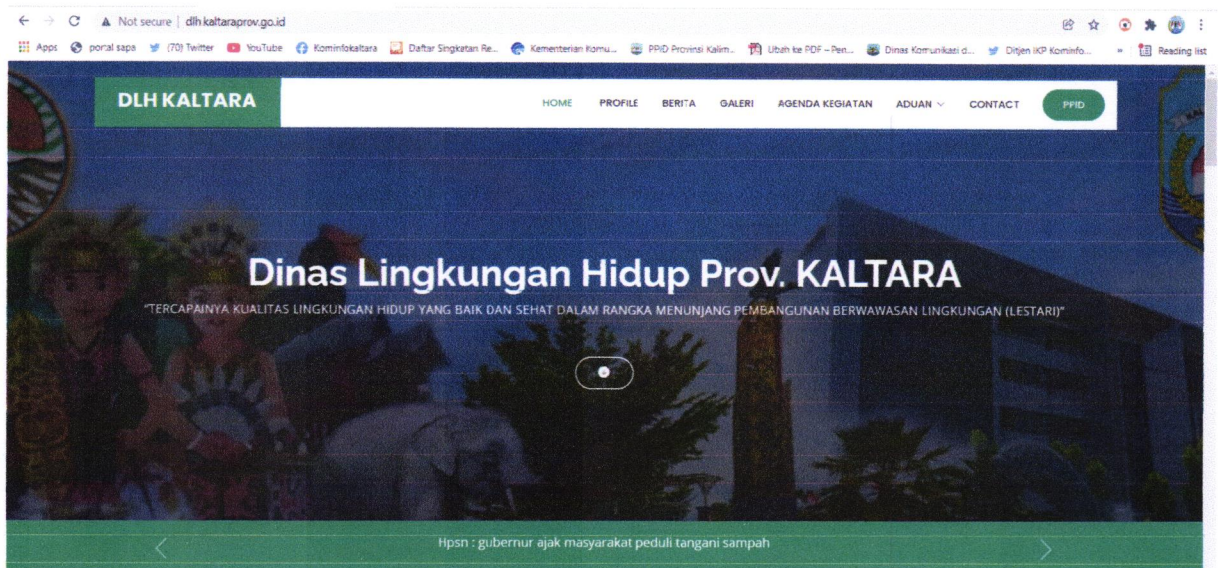 Not secure | dlh.kaltaraprov.go.id
Apps portal sapa (70) Twitter YouTube Kominfokaltara Daftar Singkatan Re... Kementerian Komu... PPID Provinsi Kalim... Ubah ke PDF – Pen... Dinas Komunikasi d... Ditjen IKP Kominfo... » Reading list
DLH KALTARA HOME PROFILE BERITA GALERI AGENDA KEGIATAN ADUAN CONTACT PPID
Dinas Lingkungan Hidup Prov. KALTARA
"TERCAPAINYA KUALITAS LINGKUNGAN HIDUP YANG BAIK DAN SEHAT DALAM RANGKA MENUNJANG PEMBANGUNAN BERWAWASAN LINGKUNGAN (LESTARI)"
Hpsn : gubernur ajak masyarakat peduli tangani sampah